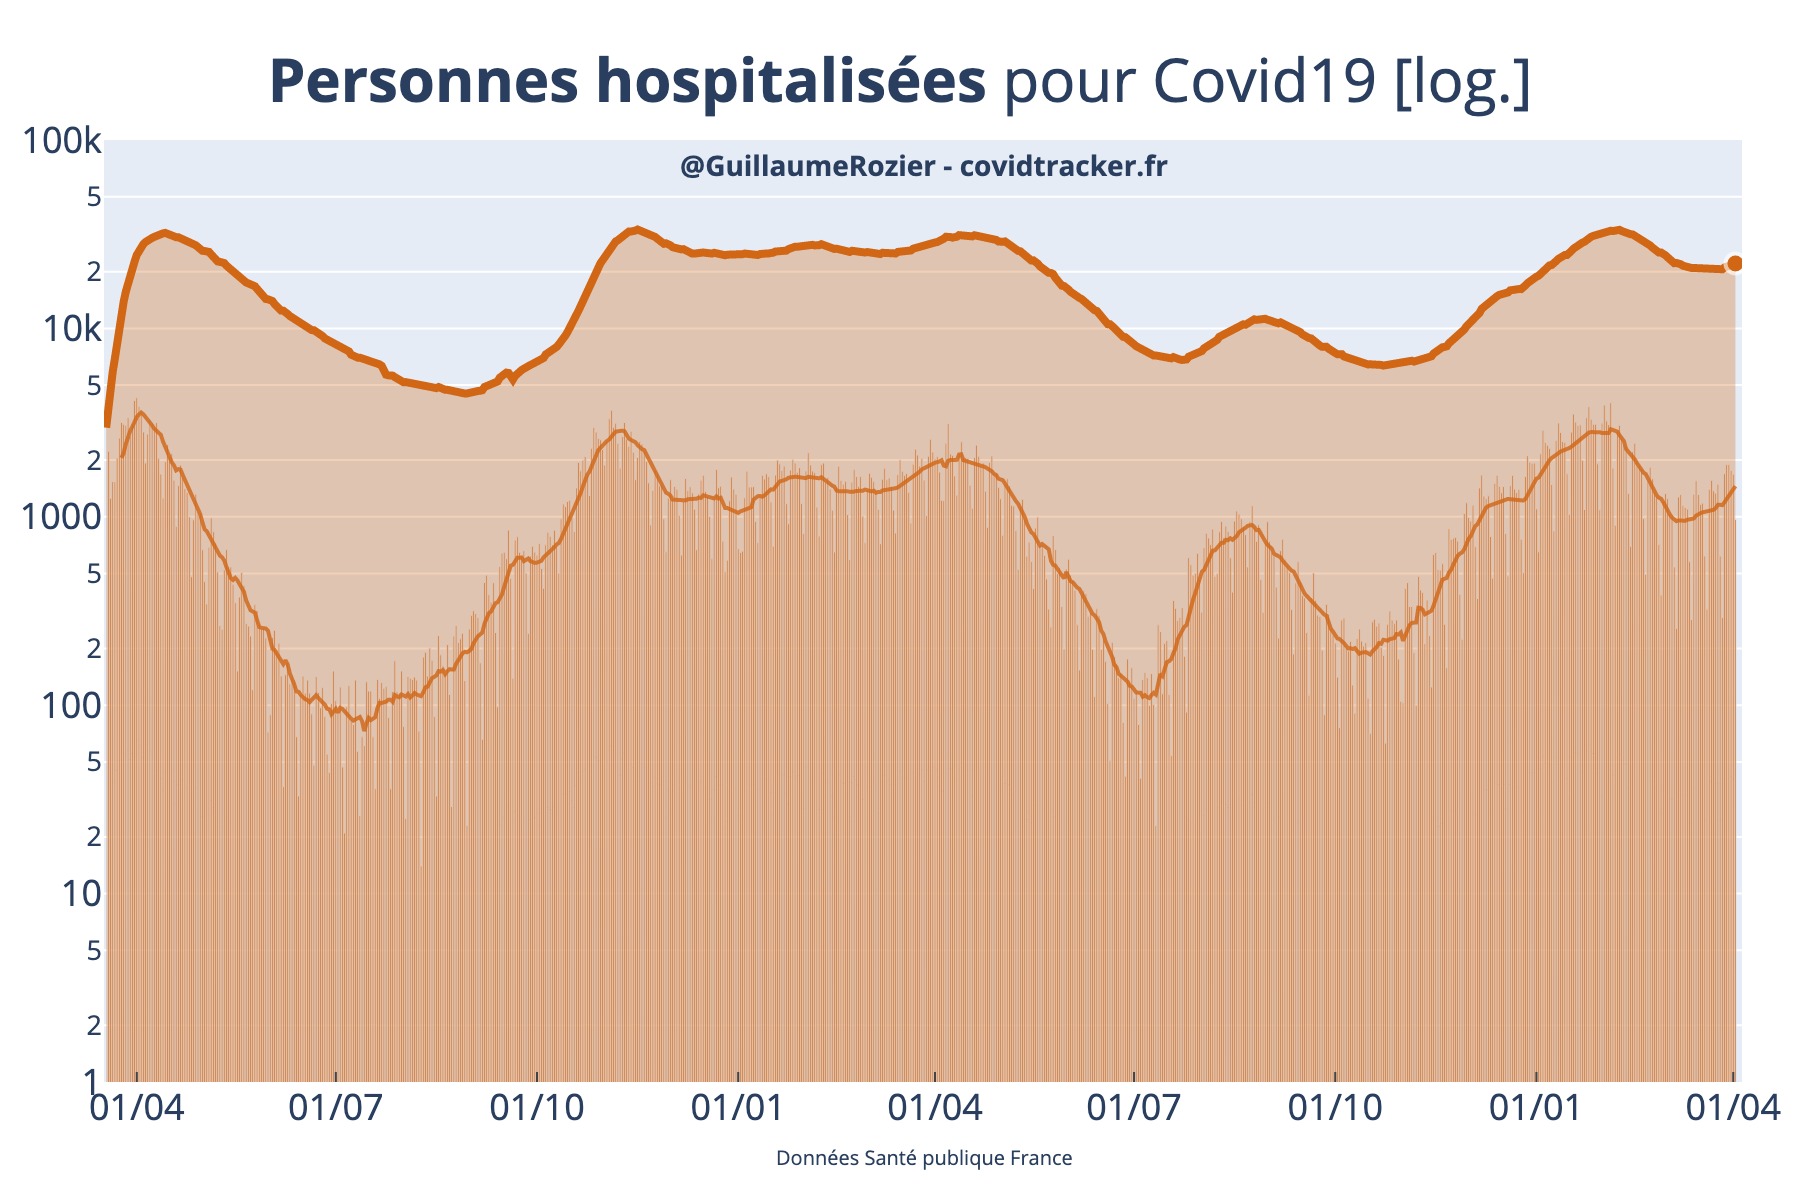 Personnes hospitalisées pour Covid19 [log.]
@GuillaumeRozier - covidtracker.fr
100k
5
2
10k
5
2
1000
5
2
100
5
2
10
5
2
1
01/04 01/07 01/10 01/01 01/04 01/07 01/10 01/01 01/04
Données Santé publique France